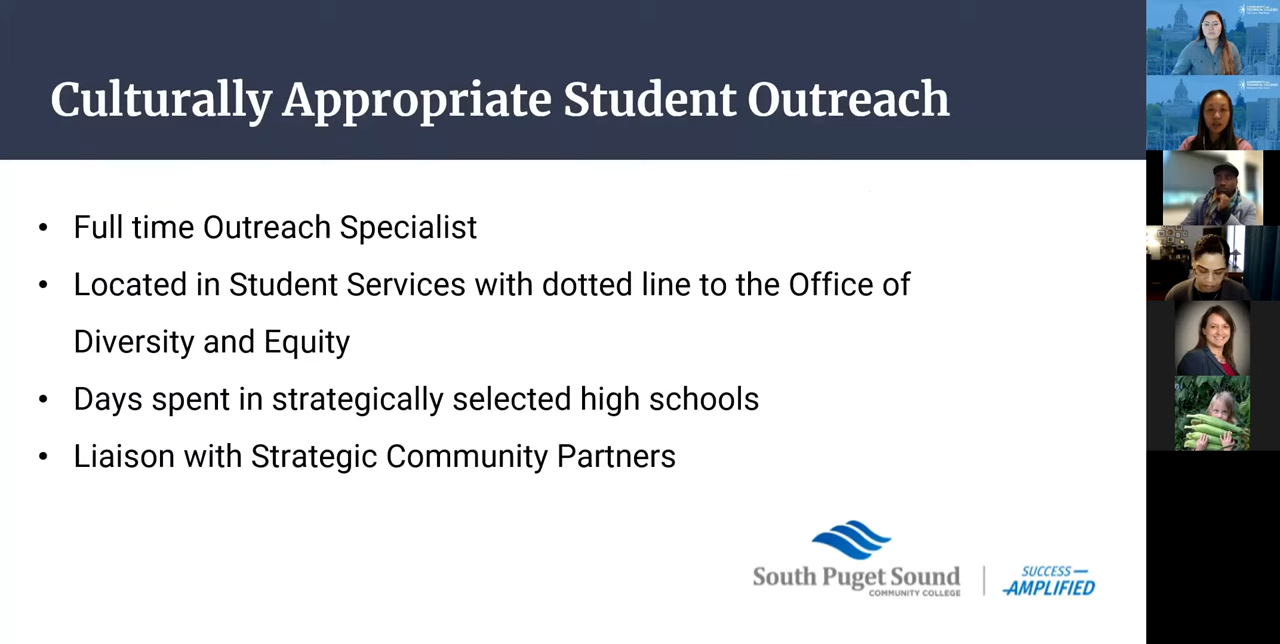 Culturally Appropriate Student Outreach
• Full time Outreach Specialist
• Located in Student Services with dotted line to the Office of
Diversity and Equity
• Days spent in strategically selected high schools
• Liaison with Strategic Community Partners
South Puget Sound
COMMUNITY COLLEGE
SUCCESS
AMPLIFIED